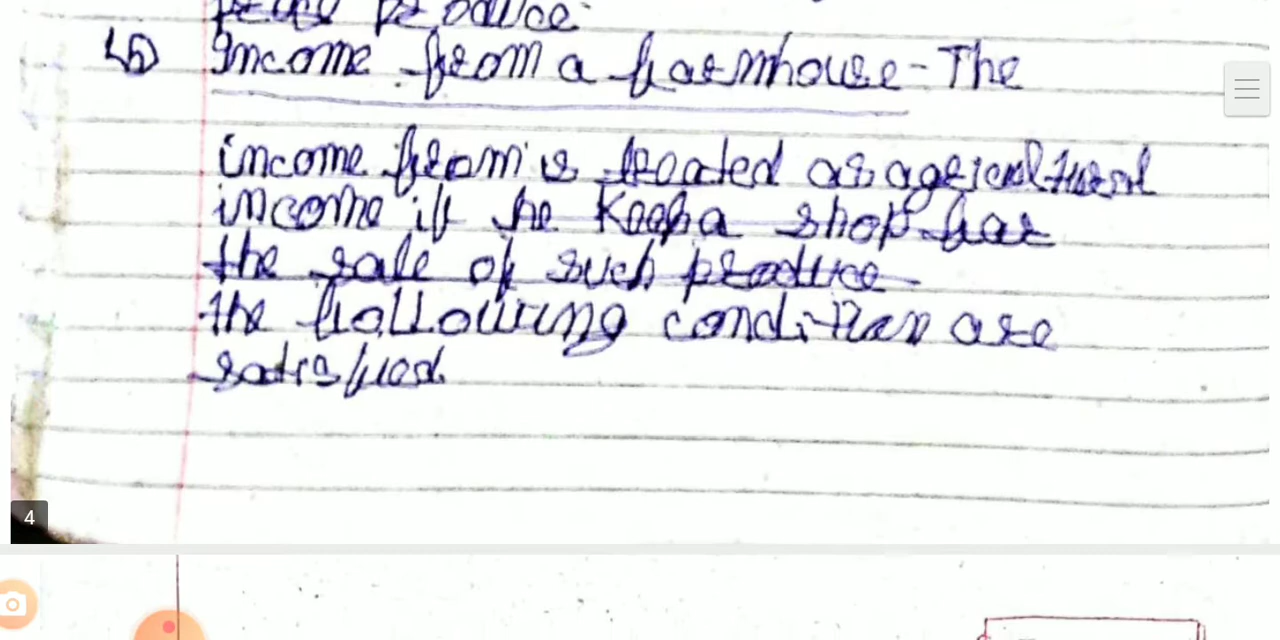 produce.
(5) Income from a farmhouse - The
income from is treated as agricultural
income if he Keeps a shop for
the sale of such produce
the following condition are
satisfied.
4